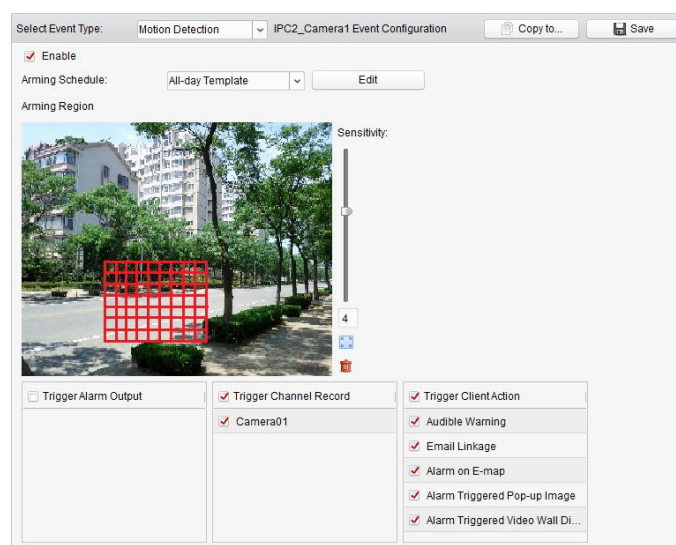 Select Event Type: Motion Detection IPC2_Camera1 Event Configuration Copy to... Save
Enable
Arming Schedule: All-day Template Edit
Arming Region
Sensitivity:
4
Trigger Alarm Output
Trigger Channel Record
Camera01
Trigger Client Action
Audible Warning
Email Linkage
Alarm on E-map
Alarm Triggered Pop-up Image
Alarm Triggered Video Wall Di...